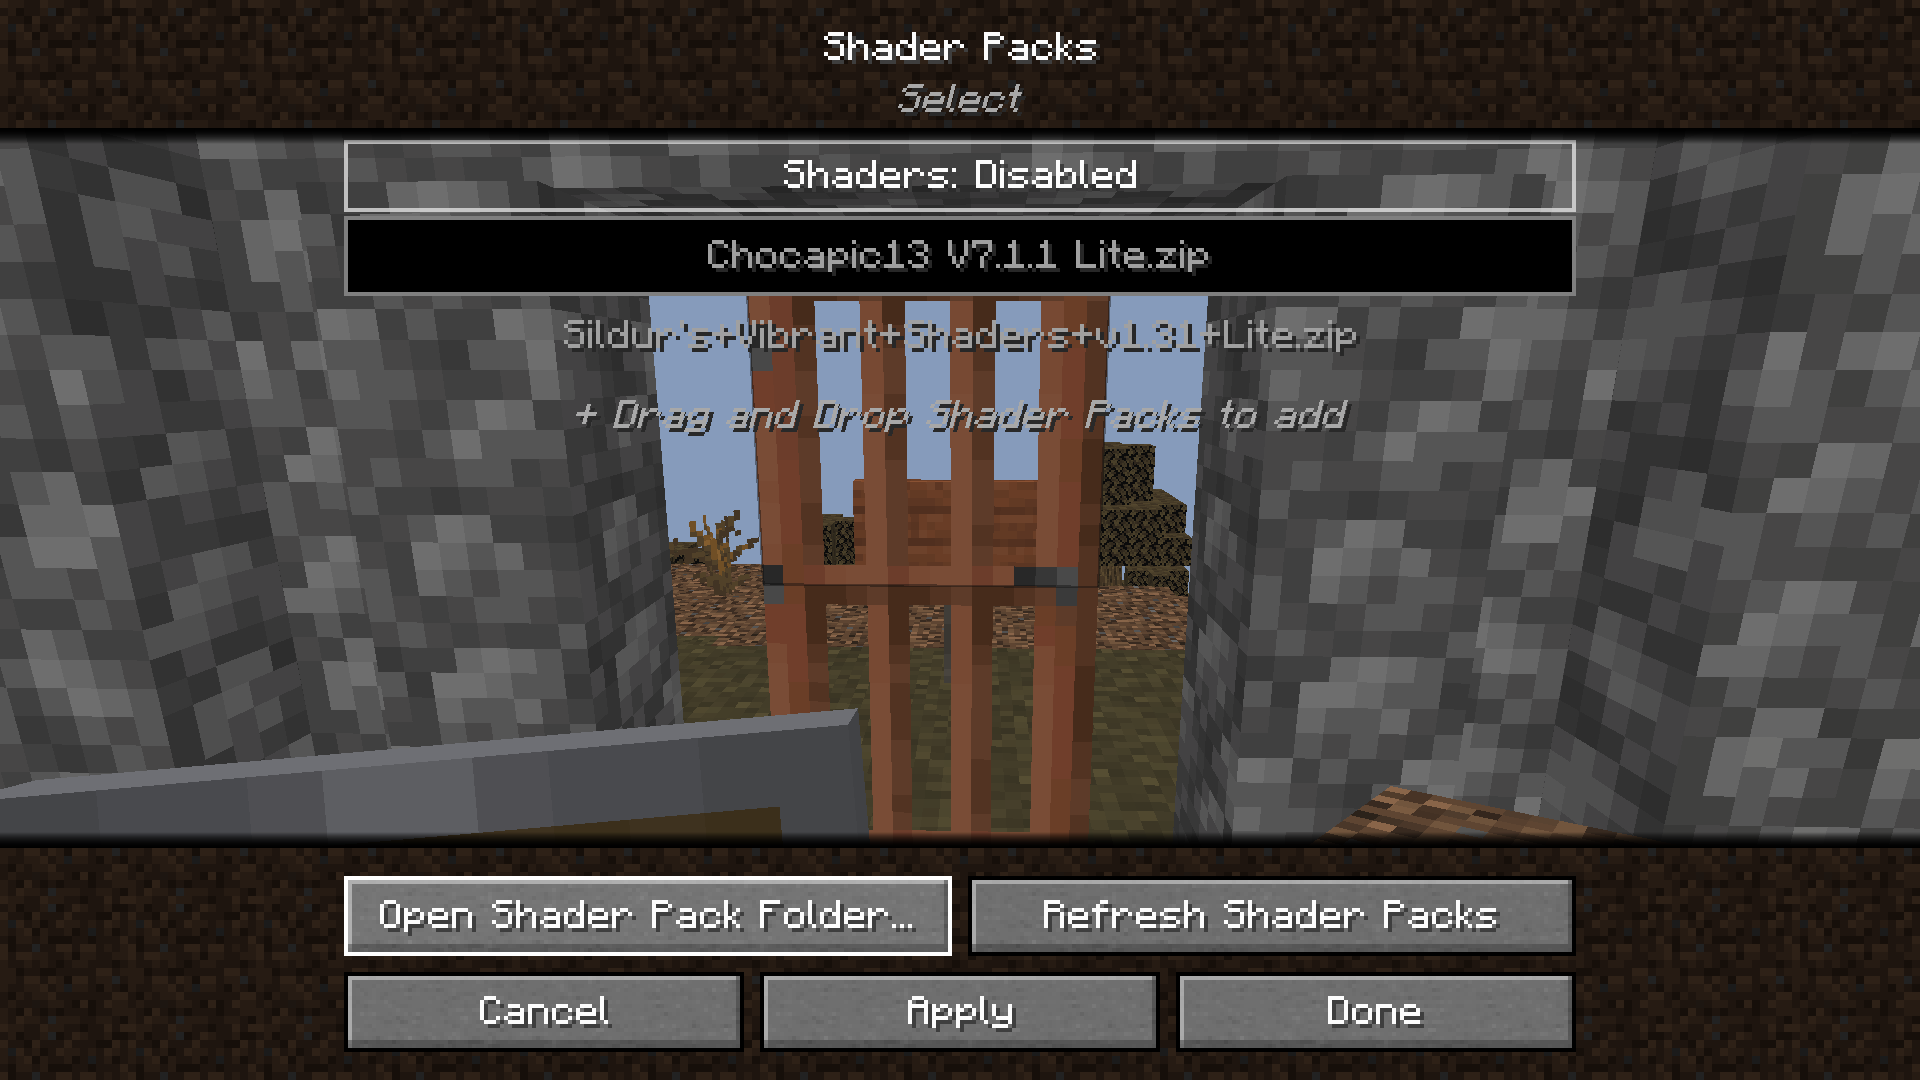 Shader Packs
Select
Shaders: Disabled
Chocapic13 V7.1.1 Lite.zip
Sildur's+Vibrant+Shaders+v1.31+Lite.zip
+ Drag and Drop Shader Packs to add
Open Shader Pack Folder...
Refresh Shader Packs
Cancel
Apply
Done